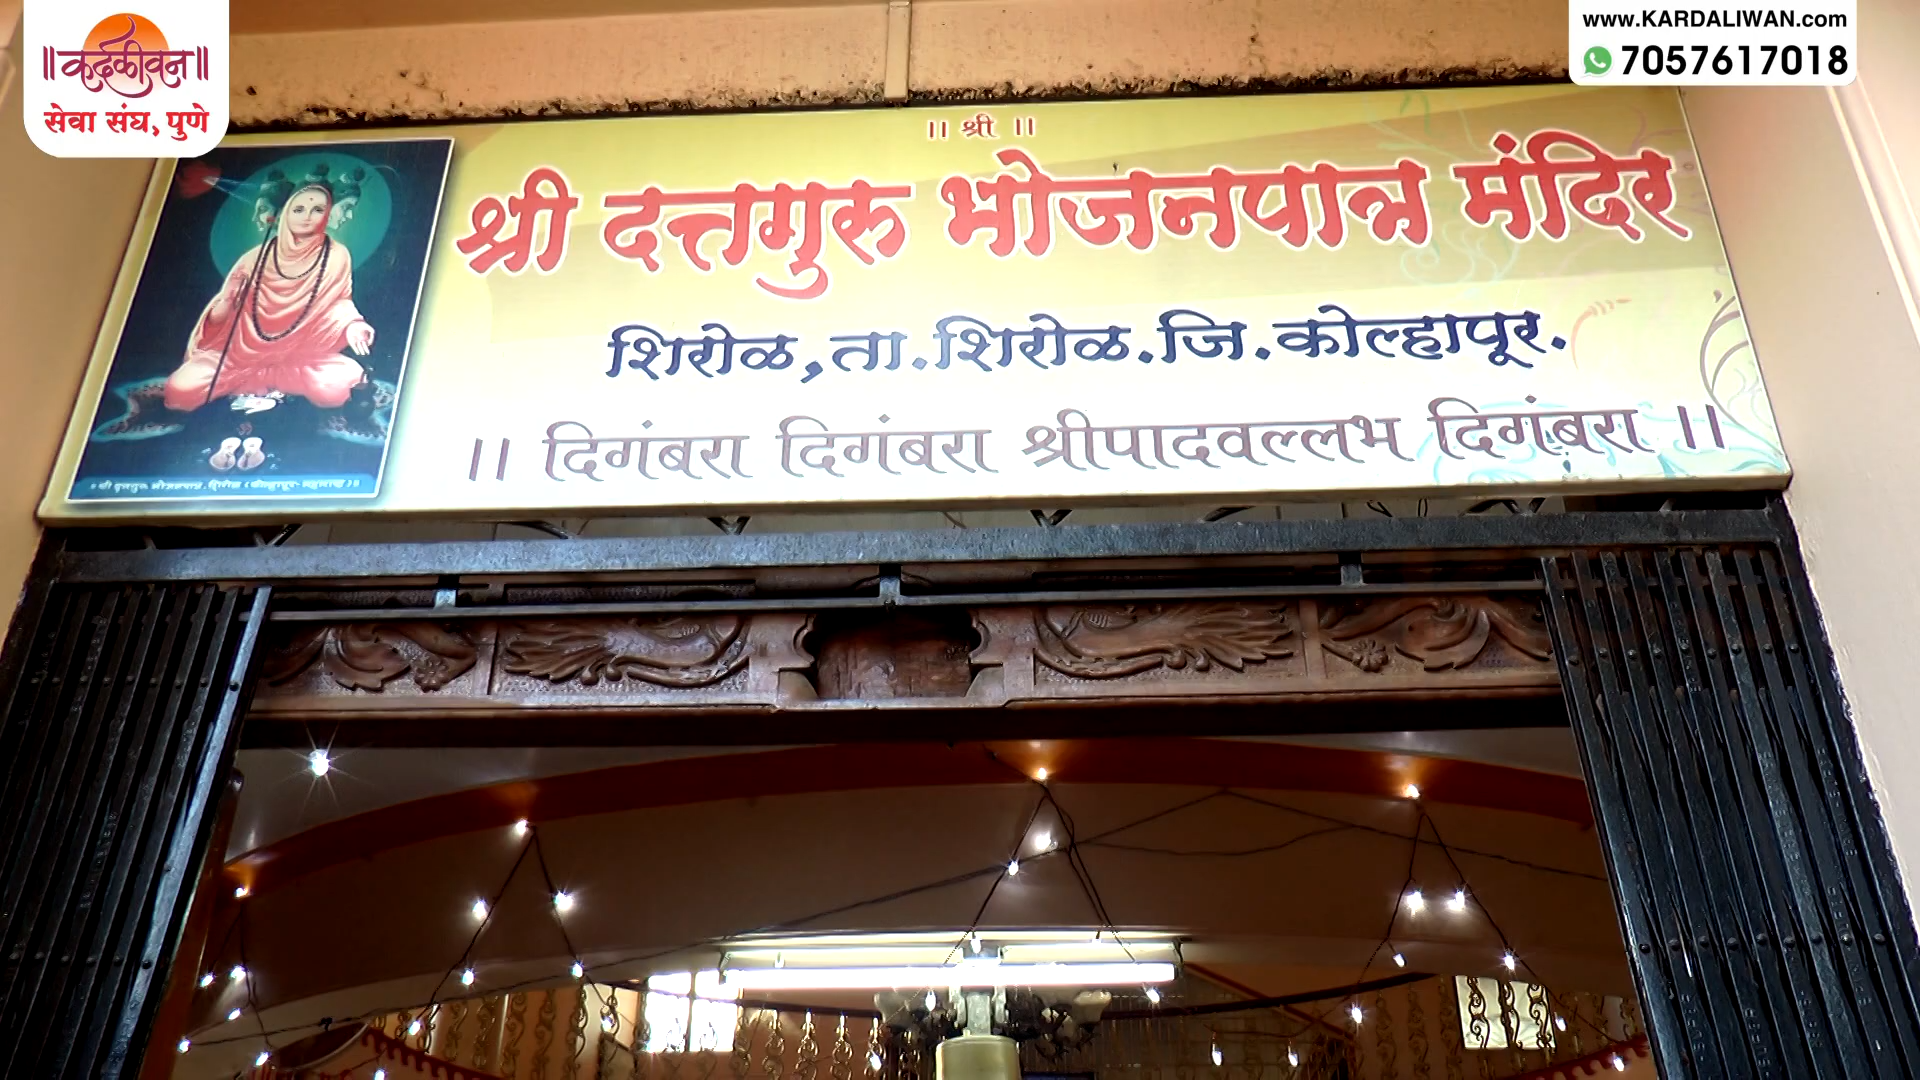 ॥कर्दळीवन॥
सेवा संघ, पुणे
www.KARDALIWAN.com
7057617018
।। श्री ।।
श्री दत्तगुरु भोजनपात्र मंदिर
शिरोळ,ता.शिरोळ.जि.कोल्हापूर.
।। दिगंबरा दिगंबरा श्रीपादवल्लभ दिगंबरा ।।